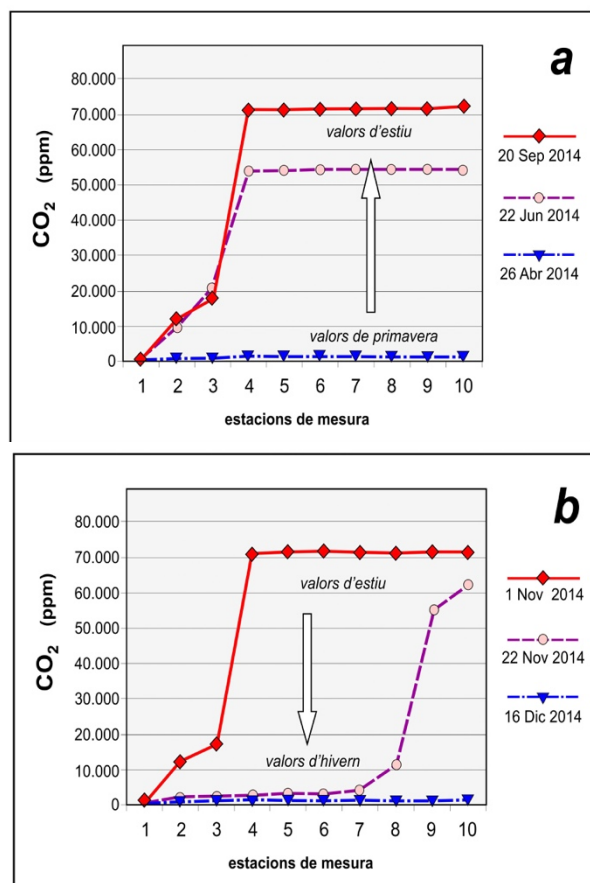 a
80.000
70.000
60.000
50.000
40.000
30.000
20.000
10.000
0
CO2 (ppm)
valors d'estiu
valors de primavera
1 2 3 4 5 6 7 8 9 10
estacions de mesura
20 Sep 2014
22 Jun 2014
26 Abr 2014
b
80.000
70.000
60.000
50.000
40.000
30.000
20.000
10.000
0
CO2 (ppm)
valors d'estiu
valors d'hivern
1 2 3 4 5 6 7 8 9 10
estacions de mesura
1 Nov 2014
22 Nov 2014
16 Dic 2014